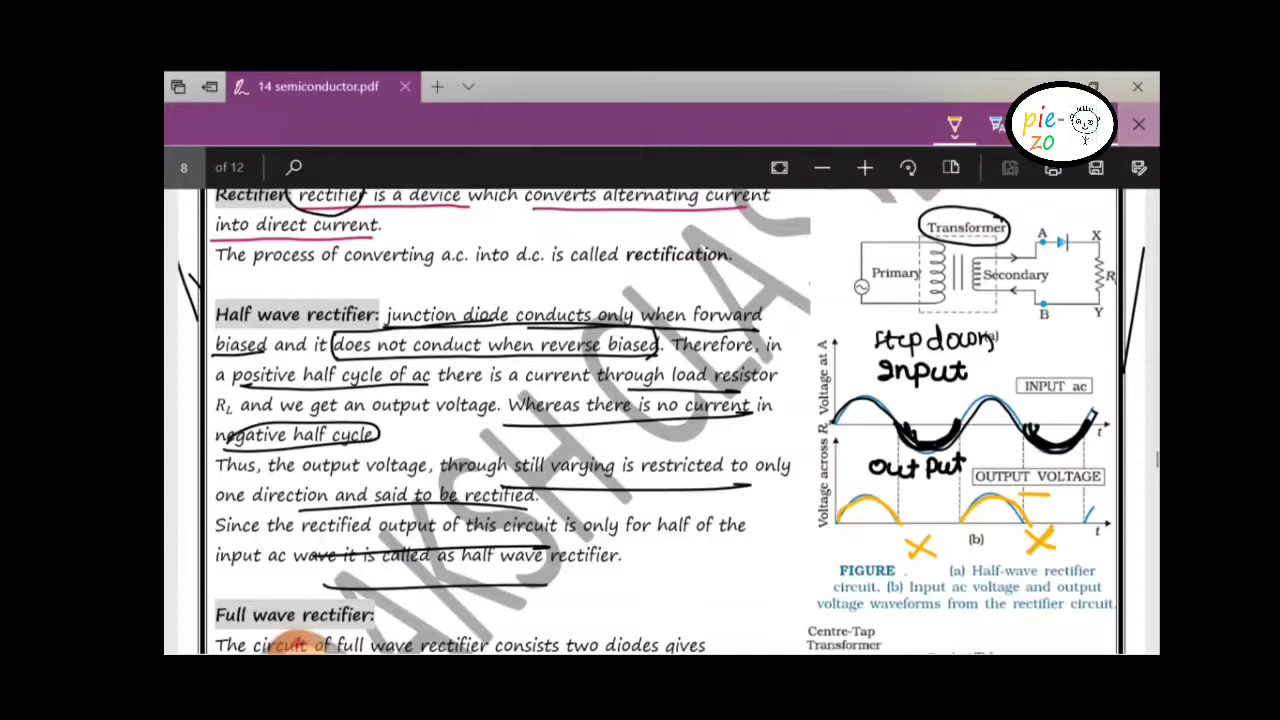 14 semiconductor.pdf
pie-
zo
8 of 12
Rectifier rectifier is a device which converts alternating current
into direct current.
The process of converting a.c. into d.c. is called rectification.
Half wave rectifier: junction diode conducts only when forward
biased and it does not conduct when reverse biased. Therefore, in
a positive half cycle of ac there is a current through load resistor
RL and we get an output voltage. Whereas there is no current in
negative half cycle
Thus, the output voltage, through still varying is restricted to only
one direction and said to be rectified.
Since the rectified output of this circuit is only for half of the
input ac wave it is called as half wave rectifier.
Full wave rectifier:
The circuit of full wave rectifier consists two diodes gives
AKSH CLAS
Transformer
A
X
Primary
Secondary
R
B
Y
(a)
step down
Input
Voltage at A
INPUT ac
t
output
Voltage across R
OUTPUT VOLTAGE
t
(b)
FIGURE . (a) Half-wave rectifier
circuit. (b) Input ac voltage and output
voltage waveforms from the rectifier circuit.
Centre-Tap
Transformer